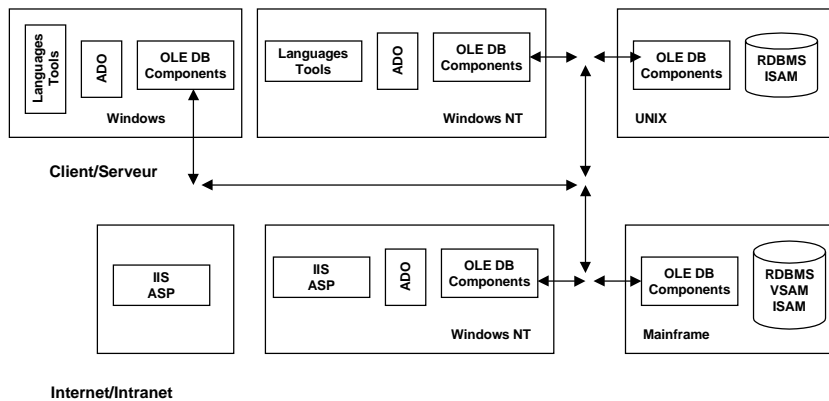 Languages
Tools
ADO
OLE DB
Components
Windows
Languages
Tools
ADO
OLE DB
Components
Windows NT
OLE DB
Components
RDBMS
ISAM
UNIX
Client/Serveur
IIS
ASP
IIS
ASP
ADO
OLE DB
Components
Windows NT
OLE DB
Components
RDBMS
VSAM
ISAM
Mainframe
Internet/Intranet